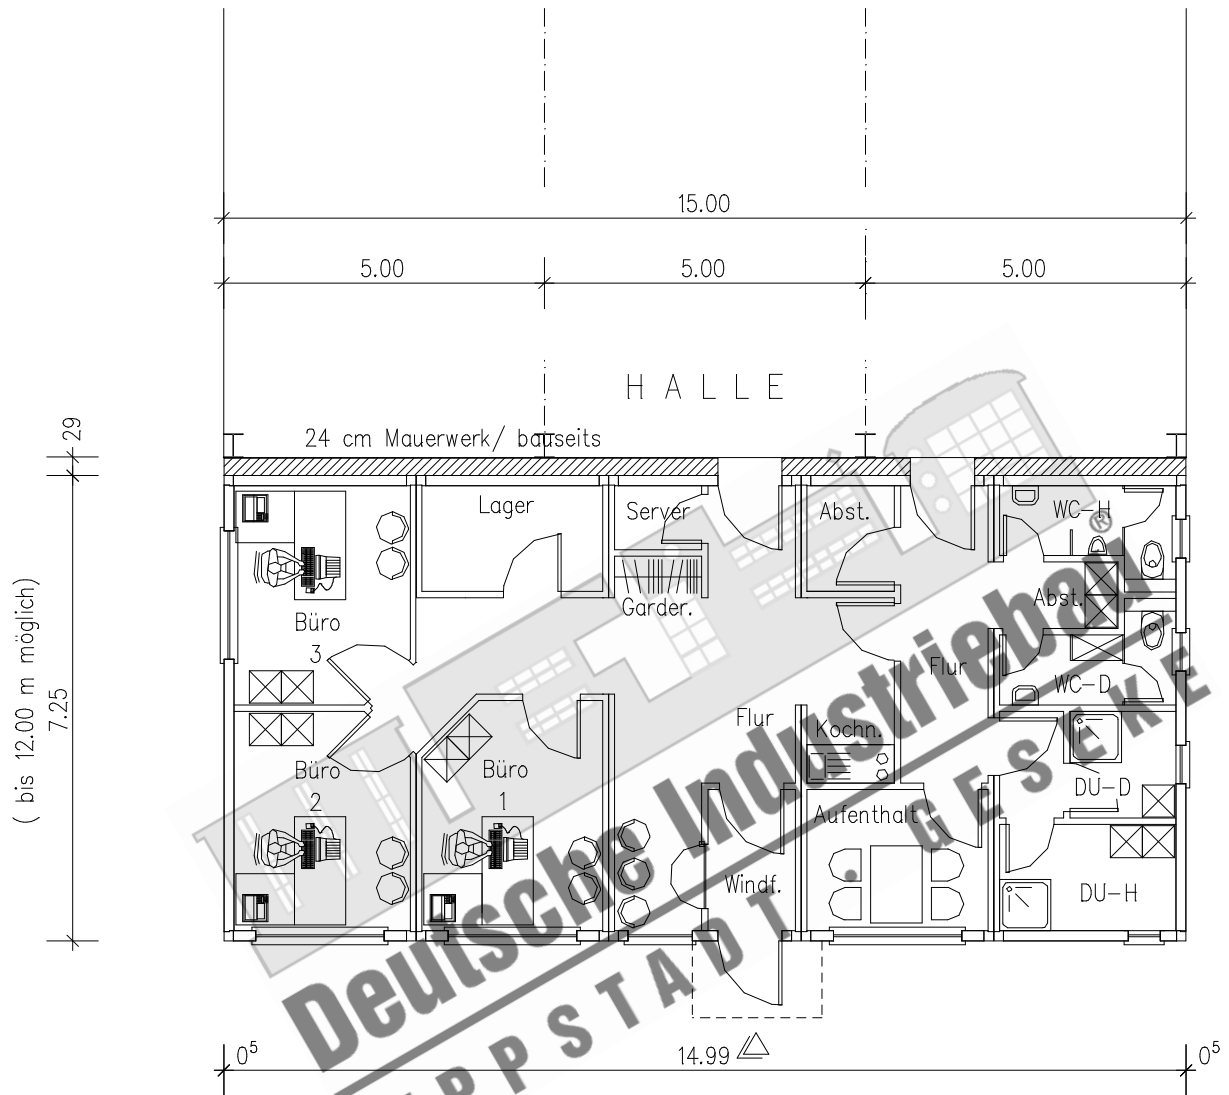 15.00
5.00 5.00 5.00
HALLE
24 cm Mauerwerk/ bauseits
29
7.25
( bis 12.00 m möglich)
Lager
Server
Abst.
WC-H
®
Garder.
Abst.
Büro
3
Flur
WC-D
Flur
Kochn.
Büro
2
Büro
1
DU-D
Aufenthalt
Windf.
DU-H
Deutsche Industriebau
PPSTADT . GESEKE
0⁵ 14.99 0⁵